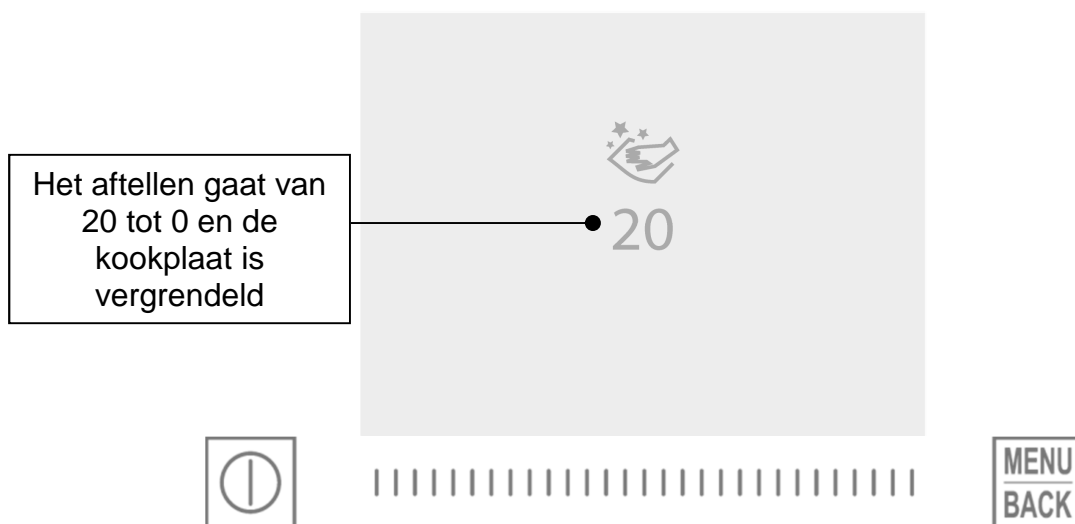 Het aftellen gaat van
20 tot 0 en de
kookplaat is
vergrendeld
20
MENU
BACK